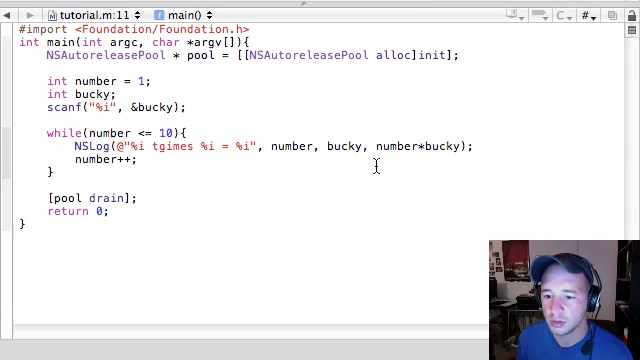 tutorial.m:11 main()
#import <Foundation/Foundation.h>
int main(int argc, char *argv[]){
NSAutoreleasePool * pool = [[NSAutoreleasePool alloc]init];
int number = 1;
int bucky;
scanf("%i", &bucky);
while(number <= 10){
NSLog(@"%i tgimes %i = %i", number, bucky, number*bucky);
number++;
}
[pool drain];
return 0;
}